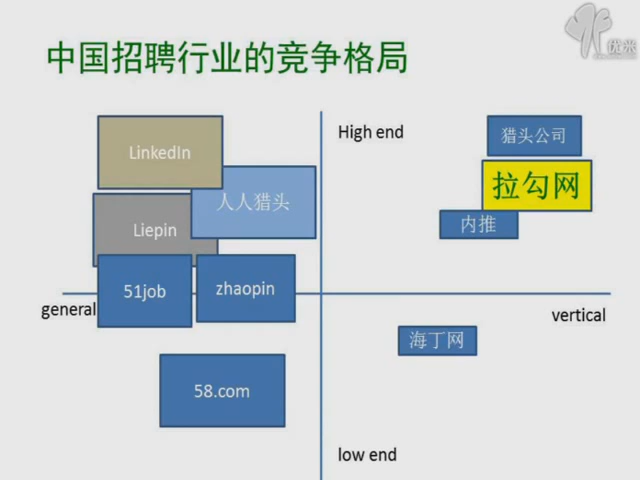 优米
中国招聘行业的竞争格局
High end
猎头公司
LinkedIn
拉勾网
人人猎头
内推
Liepin
51job
zhaopin
general
vertical
海丁网
58.com
low end